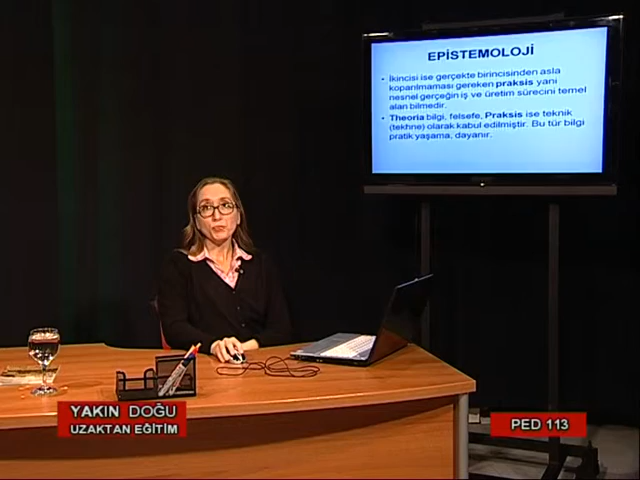 EPİSTEMOLOJİ
• İkincisi ise gerçekte birincisinden asla
koparılmaması gereken praksis yani
nesnel gerçeğin iş ve üretim sürecini temel
alan bilmedir.
• Theoria bilgi, felsefe, Praksis ise teknik
(tekhne) olarak kabul edilmiştir. Bu tür bilgi
pratik yaşama, dayanır.
YAKIN DOĞU
UZAKTAN EĞİTİM
PED 113